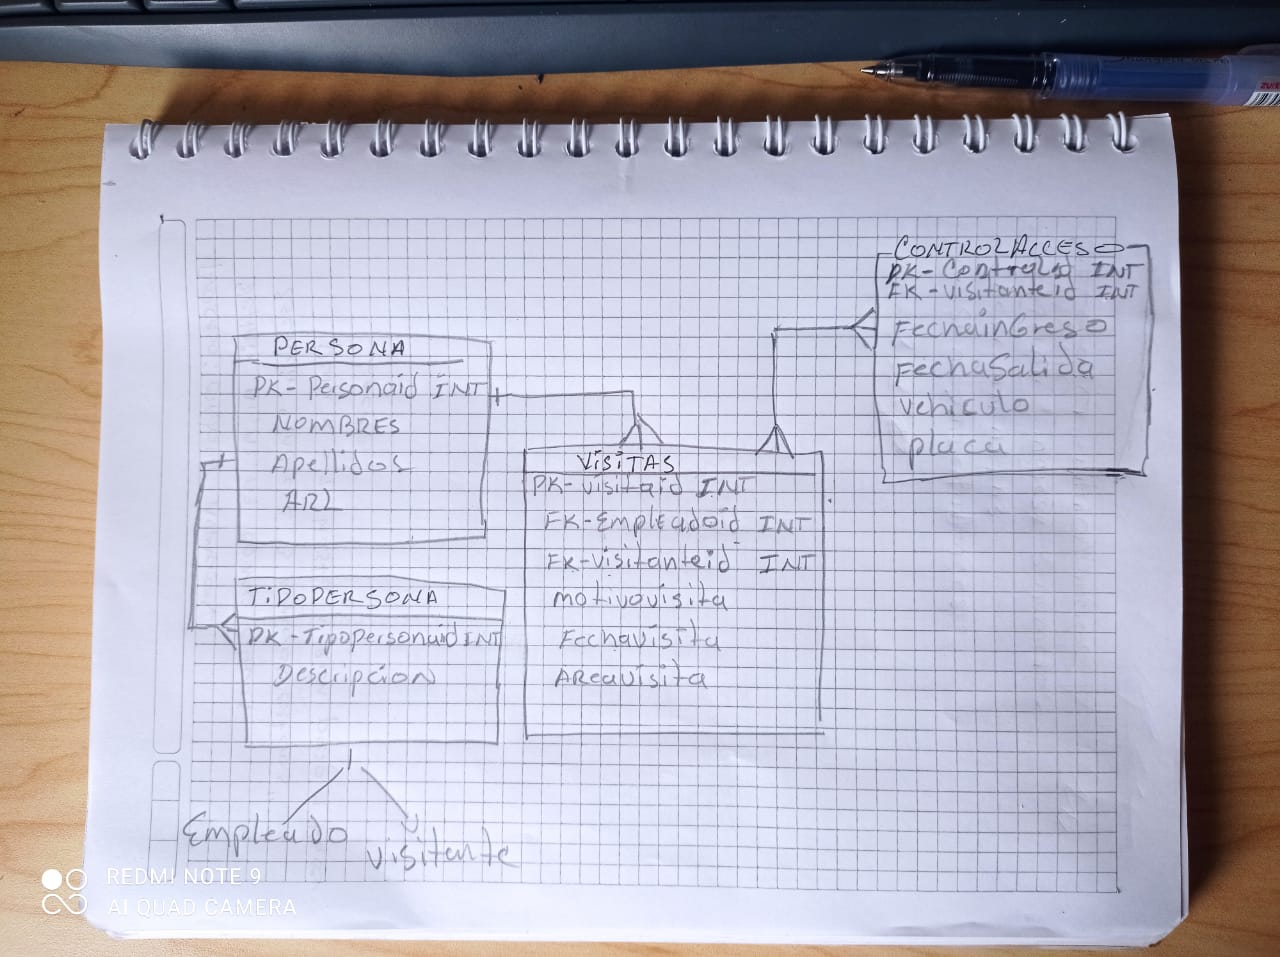 PERSONA
PK-Personaid INT
NOMBRES
Apellidos
ARL
TIPOPERSONA
PK-Tipopersonaid INT
Descripcion
Empleado
visitante
VISITAS
PK-visitaid INT
FK-Empleadoid INT
FK-visitanteid INT
motivovisita
Fechavisita
Areavisita
CONTROLACCESO
PK-Controlid INT
FK-visitanteid INT
FechainGreso
FechaSalida
vehiculo
placa
REDMI NOTE 9
AI QUAD CAMERA